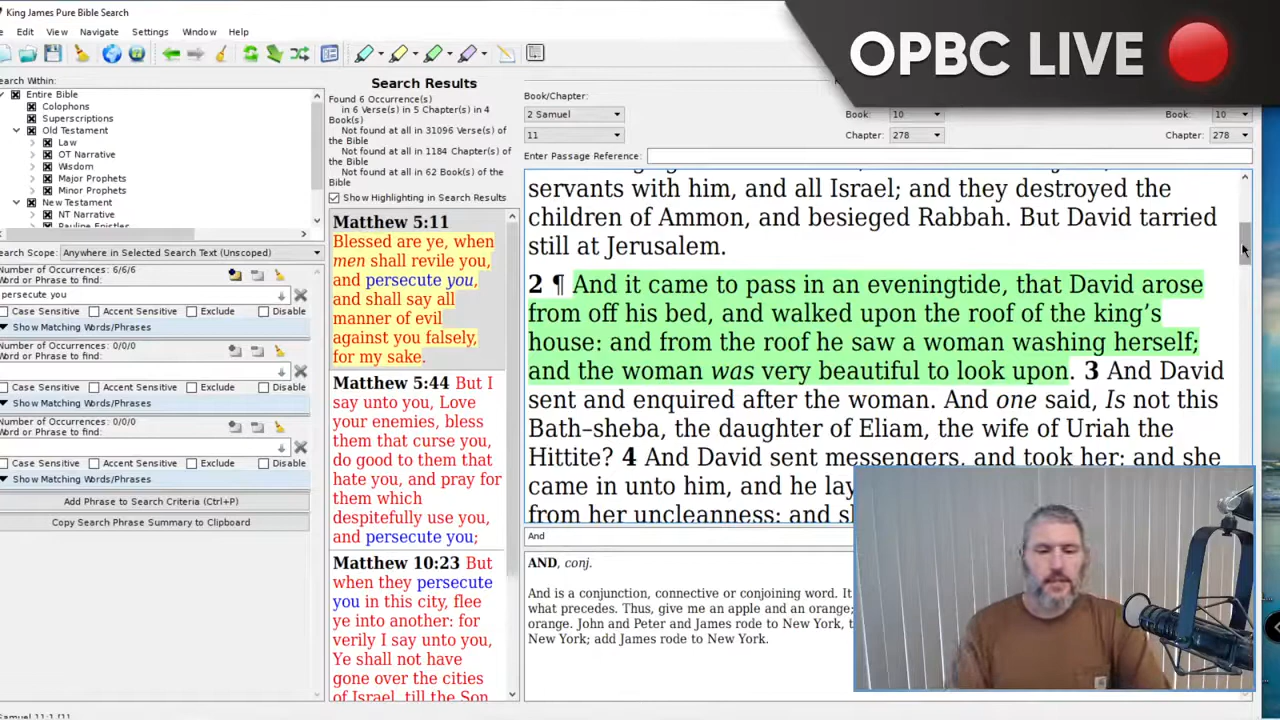 King James Pure Bible Search
OPBC LIVE
Edit View Navigate Settings Window Help
Search Within:
Entire Bible
Colophons
Superscriptions
Old Testament
Law
OT Narrative
Wisdom
Major Prophets
Minor Prophets
New Testament
NT Narrative
Pauline Epistles
Search Scope: Anywhere in Selected Search Text (Unscoped)
Number of Occurrences: 6/6/6
Word or Phrase to find:
persecute you
Case Sensitive Accent Sensitive Exclude Disable
Show Matching Words/Phrases
Number of Occurrences: 0/0/0
Word or Phrase to find:
Case Sensitive Accent Sensitive Exclude Disable
Show Matching Words/Phrases
Number of Occurrences: 0/0/0
Word or Phrase to find:
Case Sensitive Accent Sensitive Exclude Disable
Show Matching Words/Phrases
Add Phrase to Search Criteria (Ctrl+P)
Copy Search Phrase Summary to Clipboard
Search Results
Found 6 Occurrence(s)
in 6 Verse(s) in 5 Chapter(s) in 4
Book(s)
Not found at all in 31096 Verse(s) of
the Bible
Not found at all in 1184 Chapter(s) of
the Bible
Not found at all in 62 Book(s) of the
Bible
Show Highlighting in Search Results
Matthew 5:11
Blessed are ye, when
men shall revile you,
and persecute you,
and shall say all
manner of evil
against you falsely,
for my sake.
Matthew 5:44 But I
say unto you, Love
your enemies, bless
them that curse you,
do good to them that
hate you, and pray for
them which
despitefully use you,
and persecute you;
Matthew 10:23 But
when they persecute
you in this city, flee
ye into another: for
verily I say unto you,
Ye shall not have
gone over the cities
of Israel, till the Son
Book/Chapter:
2 Samuel
11
Book: 10
Chapter: 278
Book: 10
Chapter: 278
Enter Passage Reference:
servants with him, and all Israel; and they destroyed the
children of Ammon, and besieged Rabbah. But David tarried
still at Jerusalem.
2 ¶ And it came to pass in an eveningtide, that David arose
from off his bed, and walked upon the roof of the king’s
house: and from the roof he saw a woman washing herself;
and the woman was very beautiful to look upon. 3 And David
sent and enquired after the woman. And one said, Is not this
Bath–sheba, the daughter of Eliam, the wife of Uriah the
Hittite? 4 And David sent messengers, and took her; and she
came in unto him, and he lay
from her uncleanness: and
And
AND, conj.
And is a conjunction, connective or conjoining word. It
what precedes. Thus, give me an apple and an orange;
orange. John and Peter and James rode to New York,
New York; add James rode to New York.